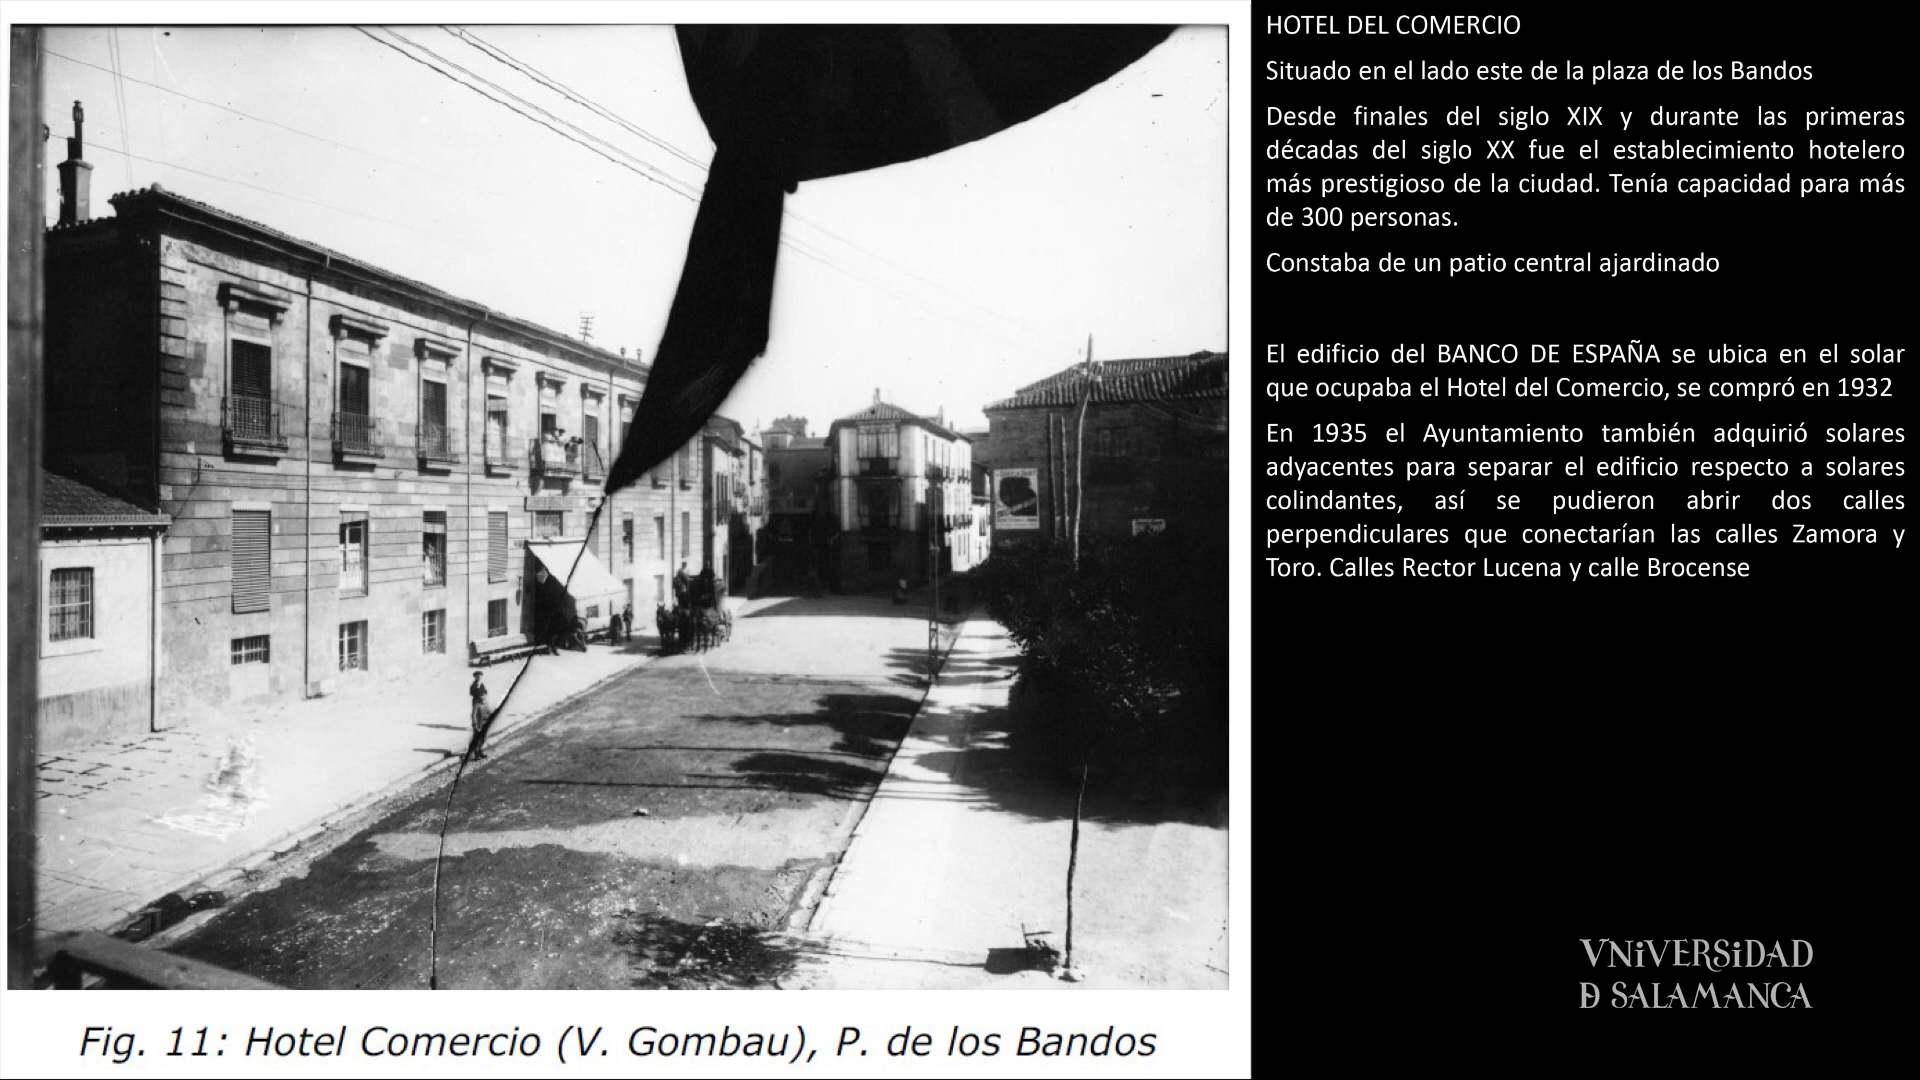 HOTEL DEL COMERCIO
Situado en el lado este de la plaza de los Bandos
Desde finales del siglo XIX y durante las primeras
décadas del siglo XX fue el establecimiento hotelero
más prestigioso de la ciudad. Tenía capacidad para más
de 300 personas.
Constaba de un patio central ajardinado
El edificio del BANCO DE ESPAÑA se ubica en el solar
que ocupaba el Hotel del Comercio, se compró en 1932
En 1935 el Ayuntamiento también adquirió solares
adyacentes para separar el edificio respecto a solares
colindantes, así se pudieron abrir dos calles
perpendiculares que conectarían las calles Zamora y
Toro. Calles Rector Lucena y calle Brocense
VNiVERSiDAD
Ð SALAMANCA
Fig. 11: Hotel Comercio (V. Gombau), P. de los Bandos